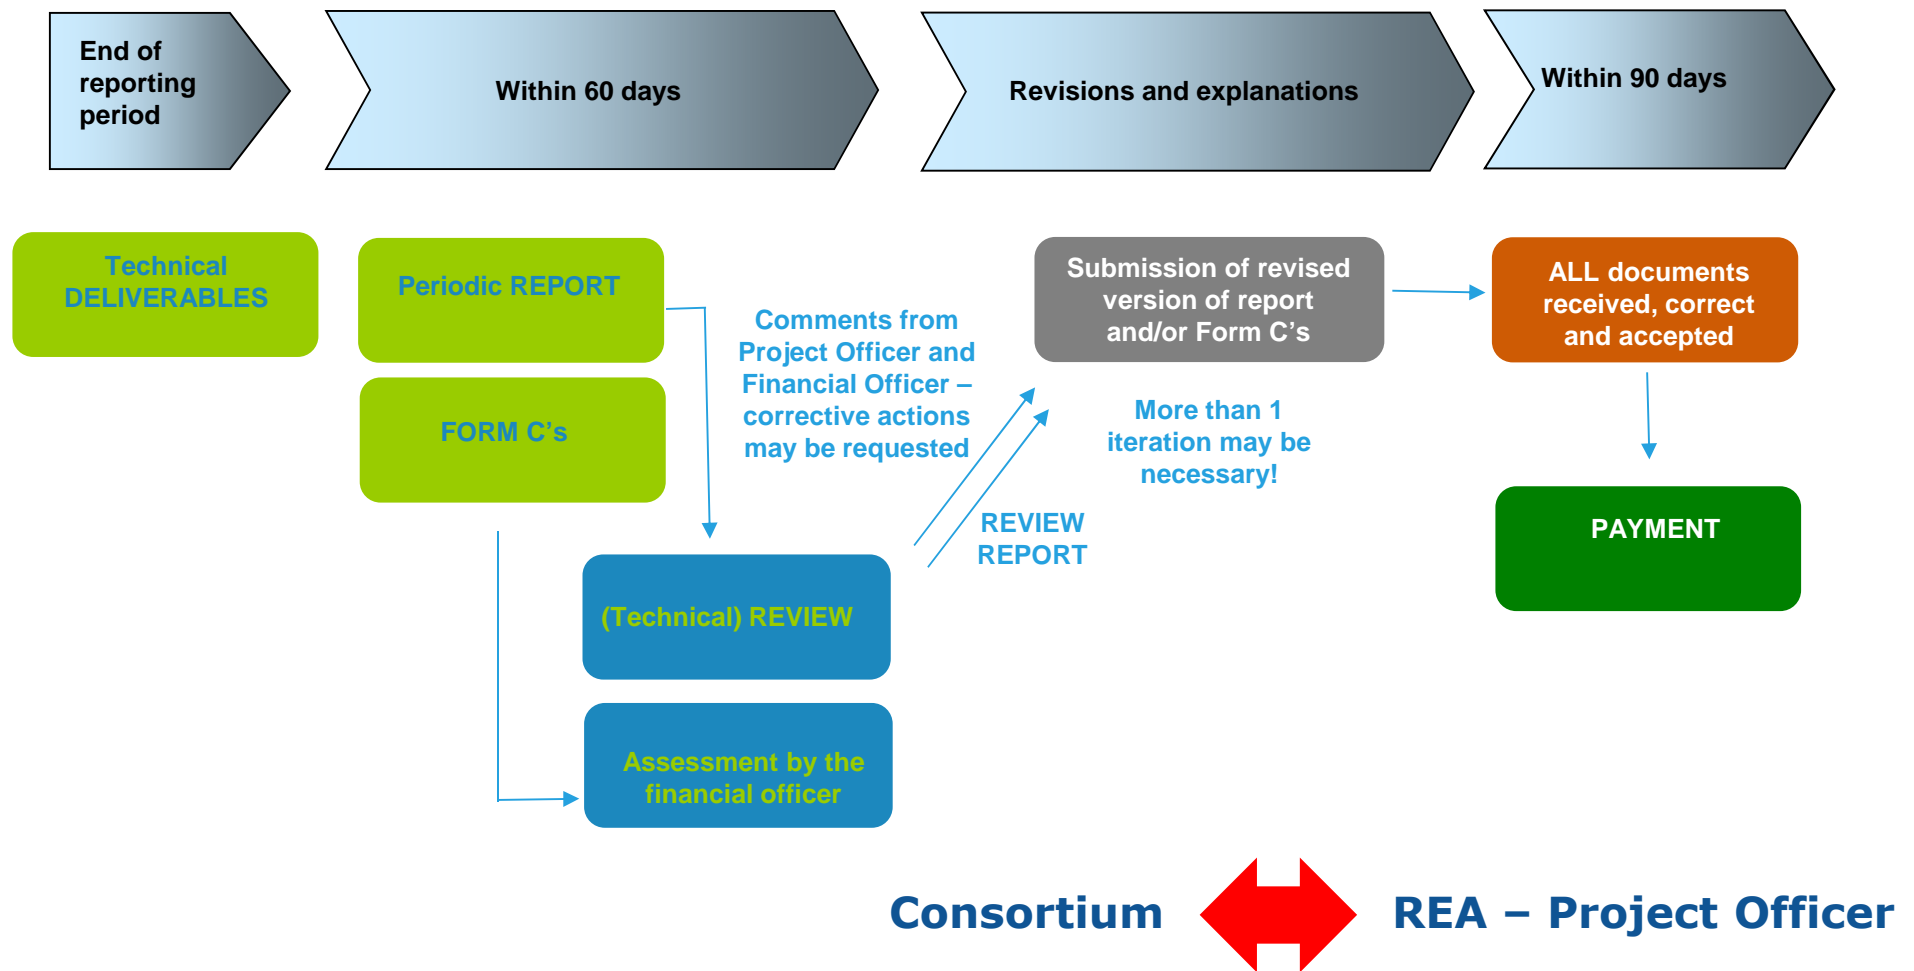 End of
reporting
period
Within 60 days
Revisions and explanations
Within 90 days
Technical
DELIVERABLES
Periodic REPORT
FORM C’s
Comments from
Project Officer and
Financial Officer –
corrective actions
may be requested
(Technical) REVIEW
Assessment by the
financial officer
REVIEW
REPORT
Submission of revised
version of report
and/or Form C’s
More than 1
iteration may be
necessary!
ALL documents
received, correct
and accepted
PAYMENT
Consortium
REA – Project Officer